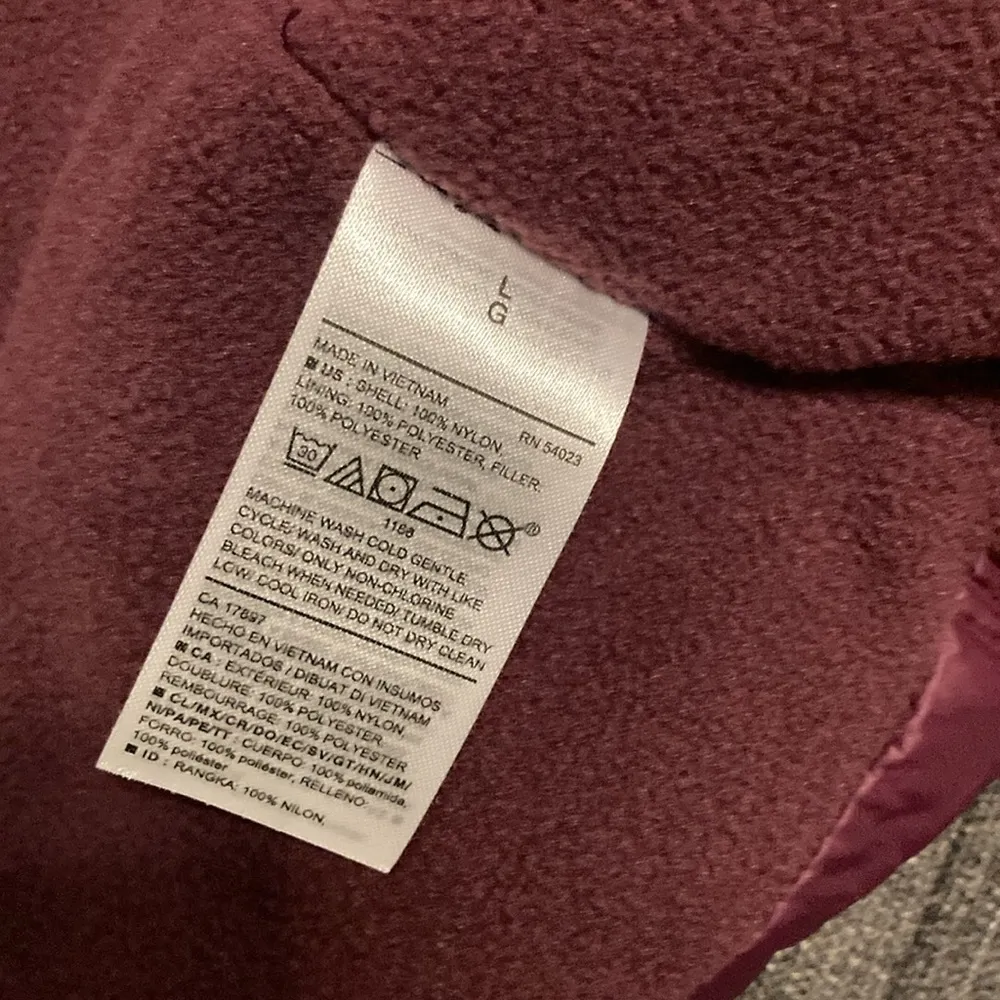 L
G
MADE IN VIETNAM
RN 54023
US : SHELL: 100% NYLON,
LINING: 100% POLYESTER, FILLER:
100% POLYESTER
30
1186
MACHINE WASH COLD GENTLE
CYCLE/ WASH AND DRY WITH LIKE
COLORS/ ONLY NON-CHLORINE
BLEACH WHEN NEEDED/ TUMBLE DRY
LOW/ COOL IRON/ DO NOT DRY CLEAN
CA 17897
HECHO EN VIETNAM CON INSUMOS
IMPORTADOS / DIBUAT DI VIETNAM
CA : EXTÉRIEUR: 100% NYLON,
DOUBLURE: 100% POLYESTER
REMBOURRAGE: 100% POLYESTER
CL/MX/CR/DO/EC/SV/GT/HN/JM/
NI/PA/PE/TT : CUERPO: 100% poliamida,
FORRO: 100% poliéster, RELLENO:
100% poliéster
ID : RANGKA: 100% NILON,